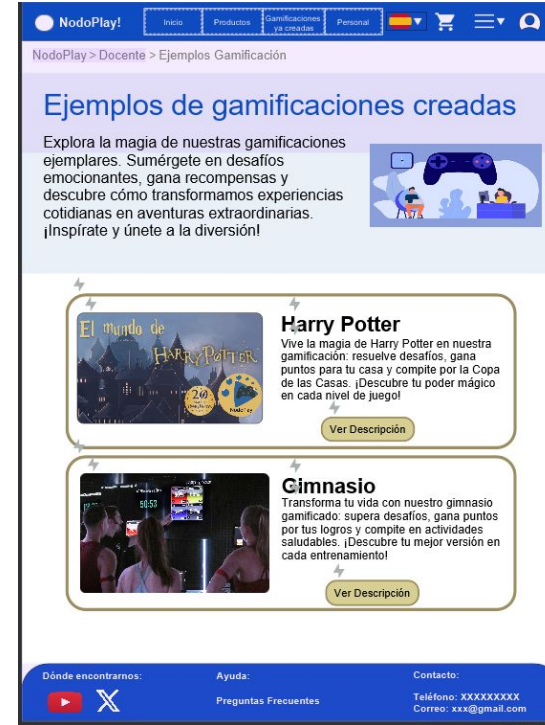 NodoPlay!
Inicio
Productos
Gamificaciones
ya creadas
Personal
NodoPlay > Docente > Ejemplos Gamificación
Ejemplos de gamificaciones creadas
Explora la magia de nuestras gamificaciones
ejemplares. Sumérgete en desafíos
emocionantes, gana recompensas y
descubre cómo transformamos experiencias
cotidianas en aventuras extraordinarias.
¡Inspírate y únete a la diversión!
El mundo de
HARRY POTTER
20
NodoPlay
Harry Potter
Vive la magia de Harry Potter en nuestra
gamificación: resuelve desafíos, gana
puntos para tu casa y compite por la Copa
de las Casas. ¡Descubre tu poder mágico
en cada nivel de juego!
Ver Descripción
50:53
Gimnasio
Transforma tu vida con nuestro gimnasio
gamificado: supera desafíos, gana puntos
por tus logros y compite en actividades
saludables. ¡Descubre tu mejor versión en
cada entrenamiento!
Ver Descripción
Dónde encontrarnos:
Ayuda:
Preguntas Frecuentes
Contacto:
Teléfono: XXXXXXXXX
Correo: xxx@gmail.com